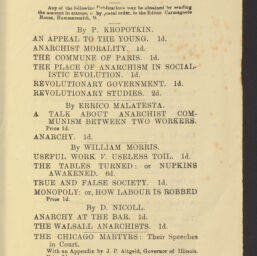 Any of the following Publications may be obtained by sending
the amount in stamps, or by postal order, to the Editor, Carmagnole
House, Hammersmith, W.
By P. KROPOTKIN.
AN APPEAL TO THE YOUNG. 1d.
ANARCHIST MORALITY. 1d.
THE COMMUNE OF PARIS. 1d.
THE PLACE OF ANARCHISM IN SOCIAL-
ISTIC EVOLUTION. 1d.
REVOLUTIONARY GOVERNMENT. 1d.
REVOLUTIONARY STUDIES. 2d.
By ERRICO MALATESTA.
A TALK ABOUT ANARCHIST COM-
MUNISM BETWEEN TWO WORKERS.
Price 1d.
ANARCHY. 1d.
By WILLIAM MORRIS.
USEFUL WORK V. USELESS TOIL. 1d.
THE TABLES TURNED: or NUPKINS
AWAKENED. 6d.
TRUE AND FALSE SOCIETY. 1d.
MONOPOLY: or, HOW LABOUR IS ROBBED
Price 1d.
By D. NICOLL.
ANARCHY AT THE BAR. 1d.
THE WALSALL ANARCHISTS. 1d.
THE CHICAGO MARTYRS: Their Speeches
in Court.
With an Appendix by J. P. Altgeld, Governor of Illinois.